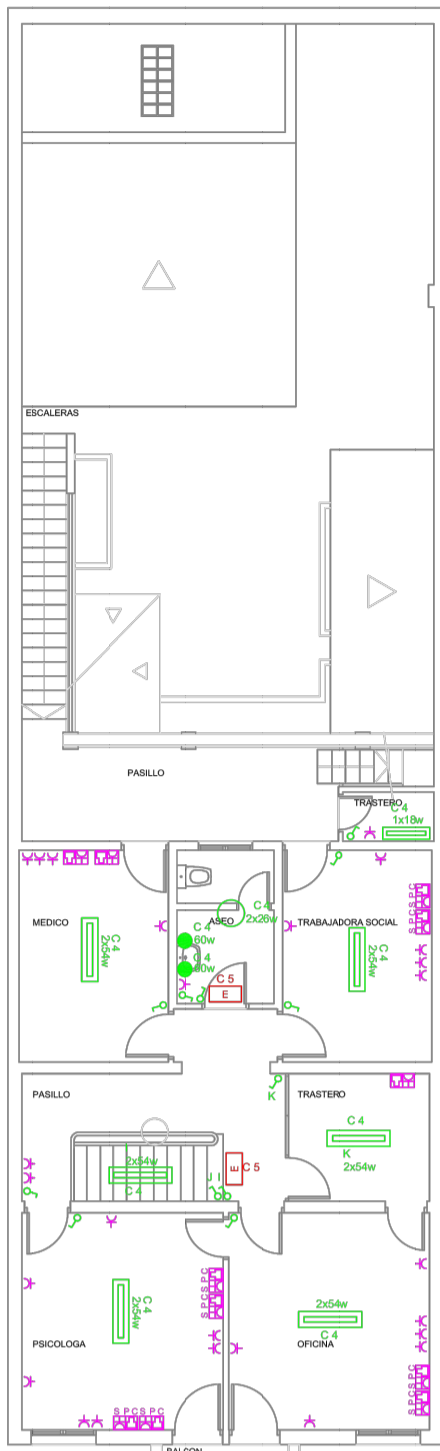 ESCALERAS
PASILLO
TRASTERO
C 4
1x18w
MEDICO
C 4
2x54w
ASEO
C 4
2x26w
C 4
60w
C 4
60w
C 5
E
TRABAJADORA SOCIAL
C 4
2x54w
S P C S P C
PASILLO
K
TRASTERO
C 4
K
2x54w
2x54w
C 4
E
C 5
PSICOLOGA
C 4
2x54w
S P C S P C
S P C S P C
OFICINA
2x54w
C 4
S P C S P C
BALCON